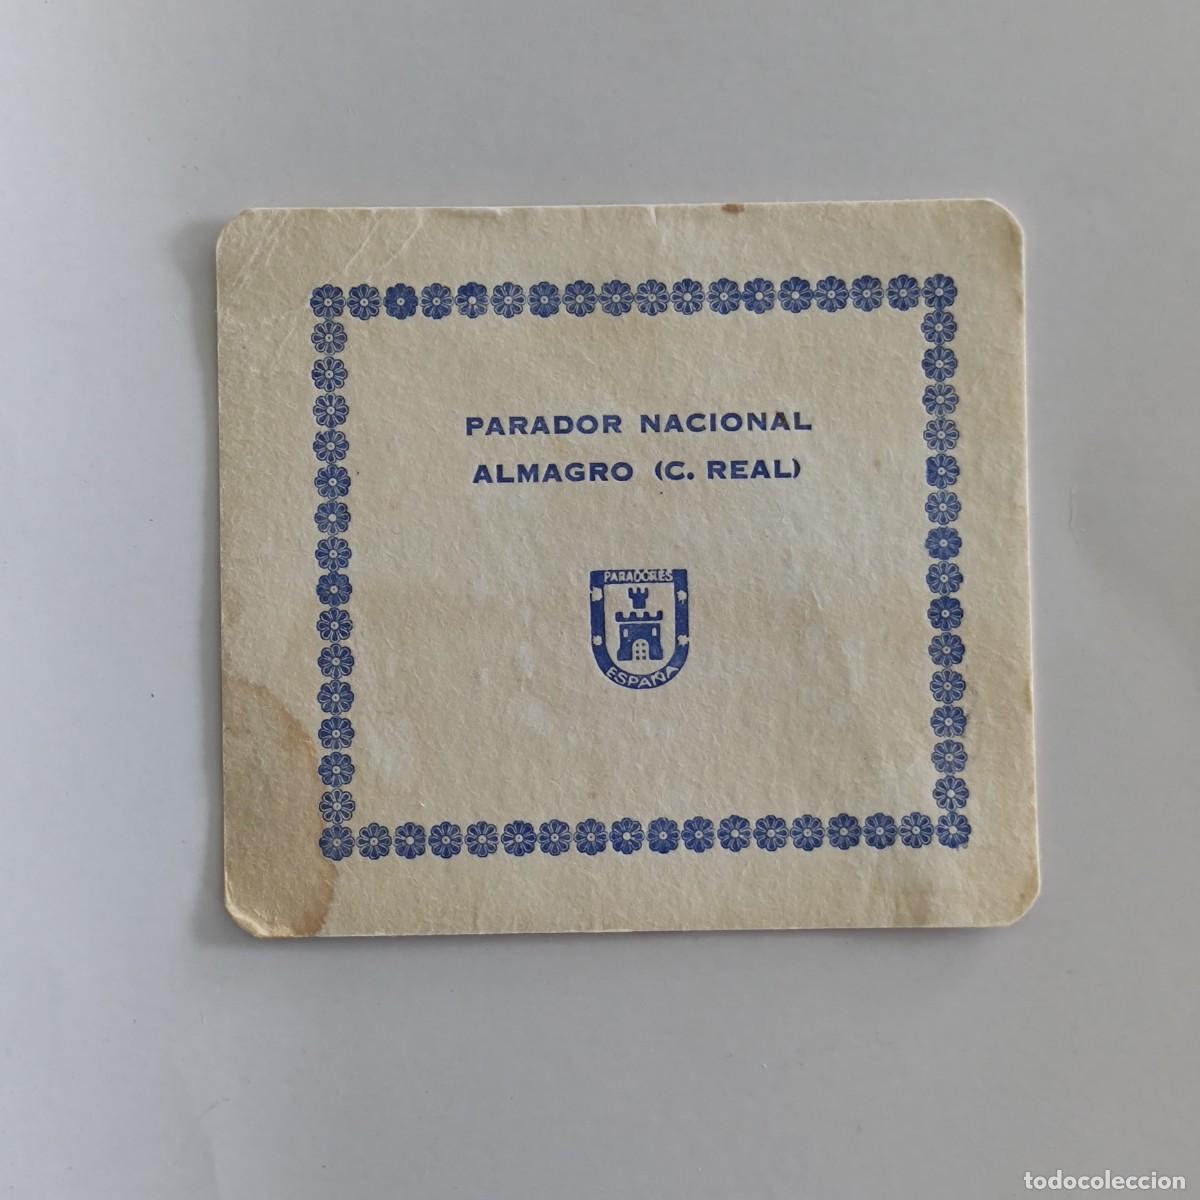 PARADOR NACIONAL
ALMAGRO (C. REAL)
PARADORES
ESPAÑA
todocoleccion